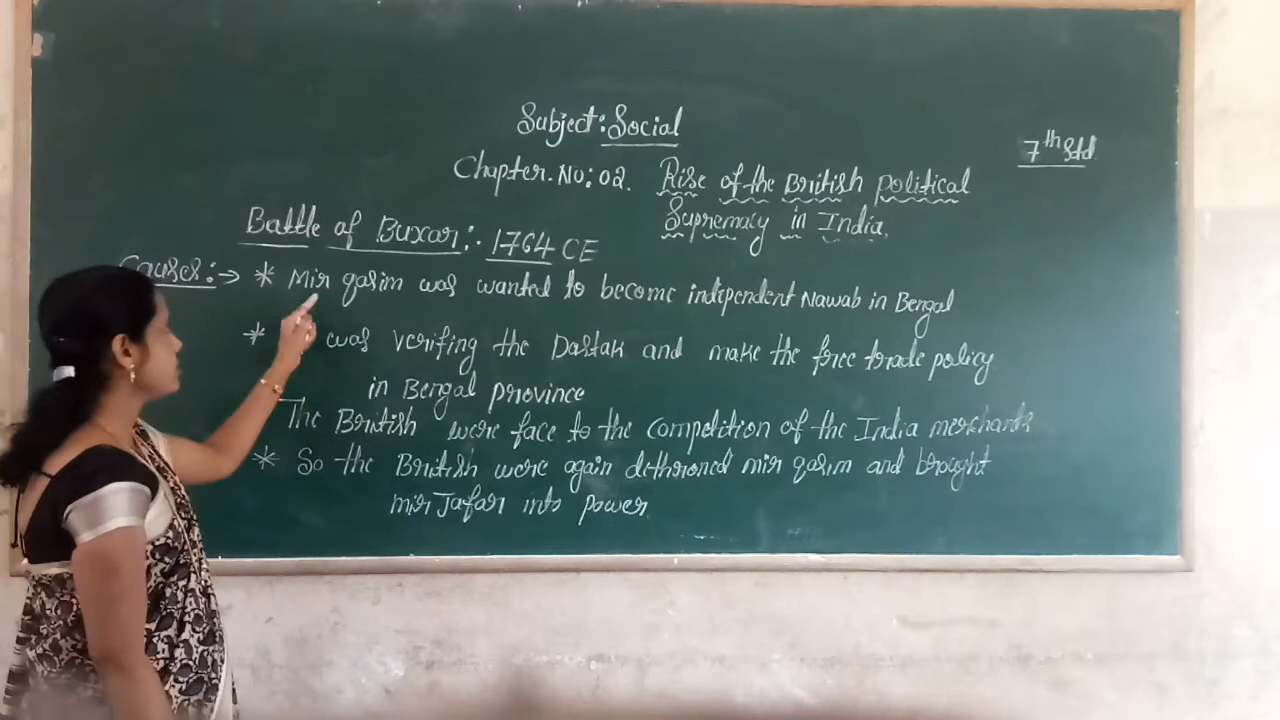 Subject: Social
7th Std
Chapter. No: 02. Rise of the British political
Supremacy in India.
Battle of Buxar:- 1764 CE
Causes:→ * Mir qasim was wanted to become independent Nawab in Bengal
* was verifing the Dastak and make the free trade policy
in Bengal province
The British were face to the competition of the India merchants
* So the British were again dethroned mir qasim and brought
mir Jafar into power